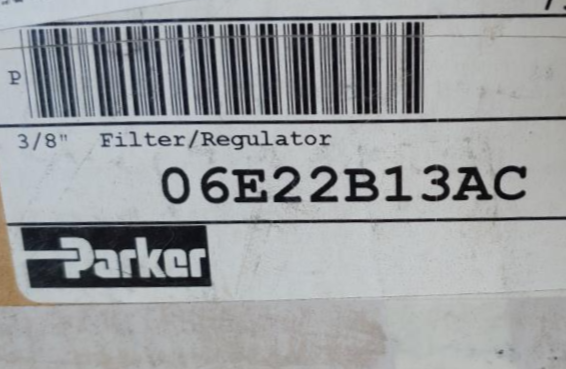 P
3/8" Filter/Regulator
06E22B13AC
Parker